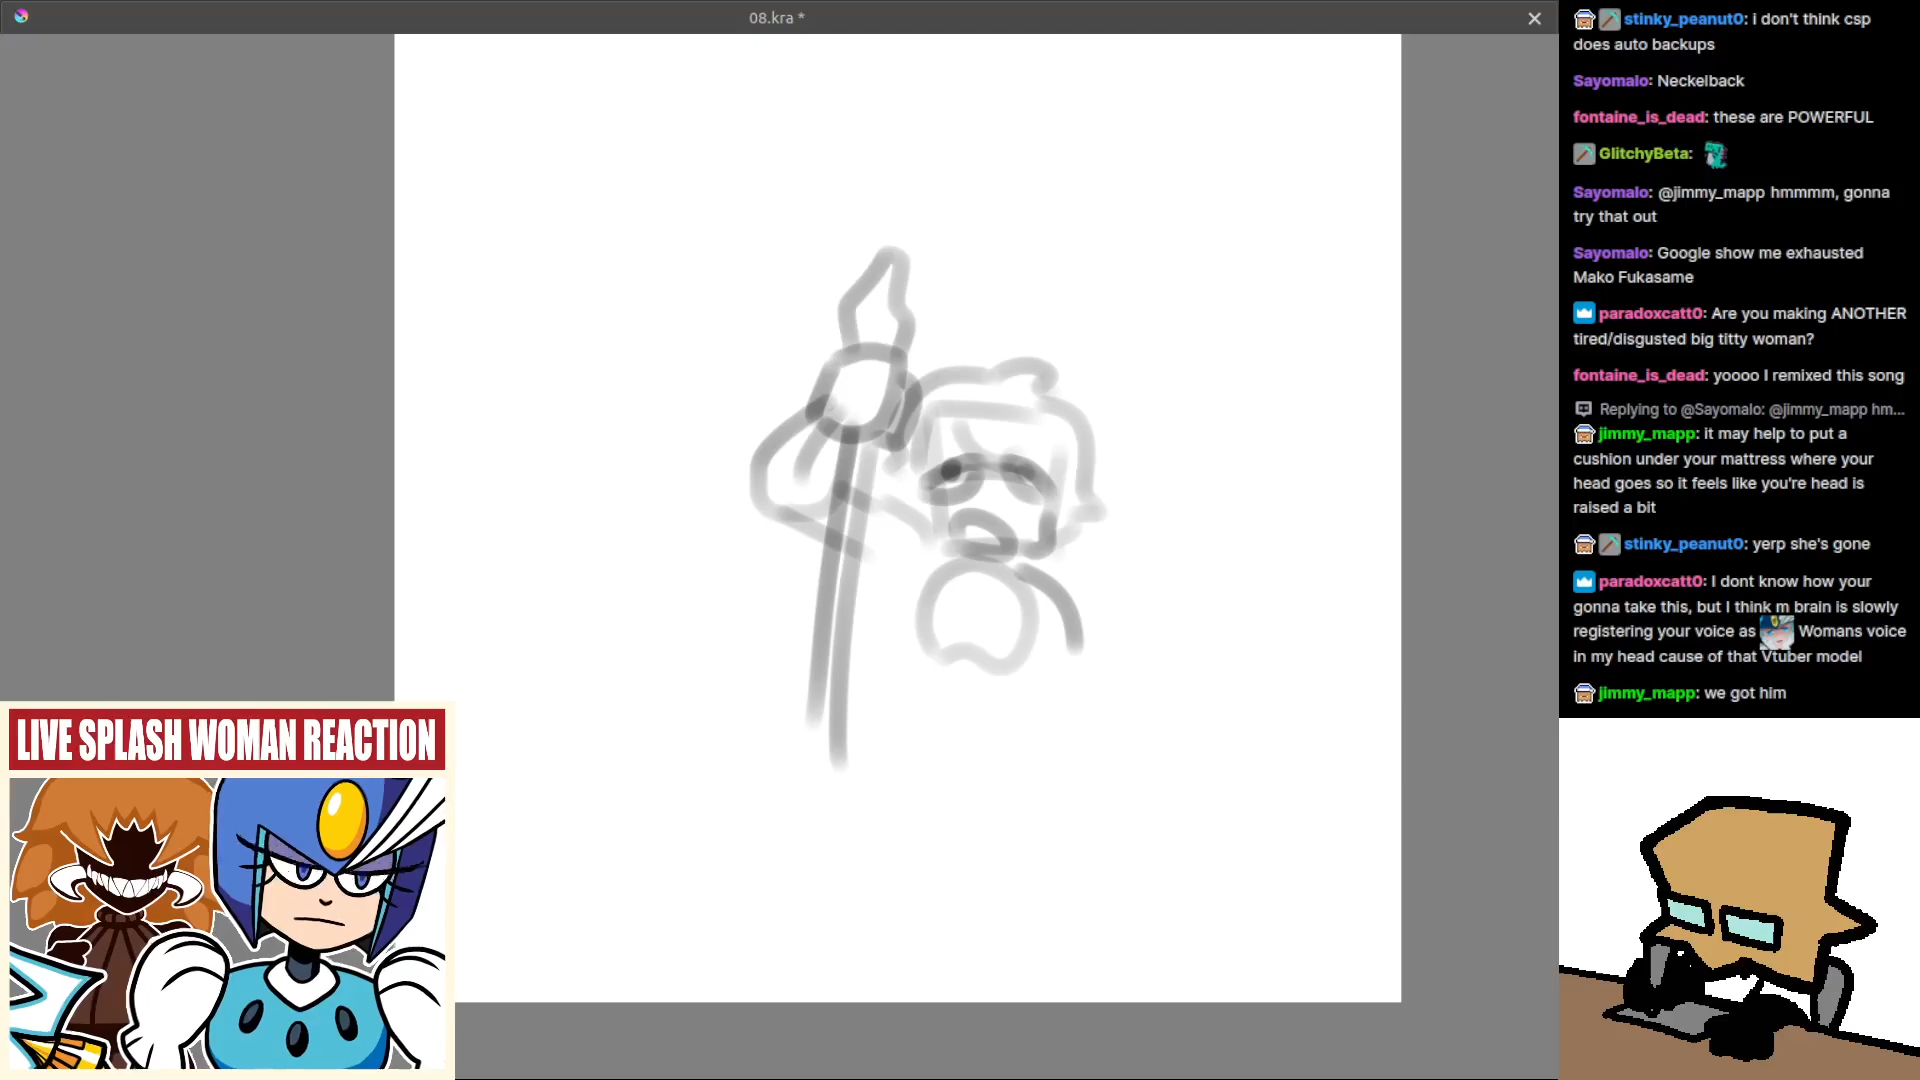 08.kra *
stinky_peanut0: i don't think csp
does auto backups
Sayomalo: Neckelback
fontaine_is_dead: these are POWERFUL
GlitchyBeta:
Sayomalo: @jimmy_mapp hmmmm, gonna
try that out
Sayomalo: Google show me exhausted
Mako Fukasame
paradoxcatt0: Are you making ANOTHER
tired/disgusted big titty woman?
fontaine_is_dead: yoooo I remixed this song
Replying to @Sayomalo: @jimmy_mapp hm...
jimmy_mapp: it may help to put a
cushion under your mattress where your
head goes so it feels like you're head is
raised a bit
stinky_peanut0: yerp she's gone
paradoxcatt0: I dont know how your
gonna take this, but I think m brain is slowly
registering your voice as Womans voice
in my head cause of that Vtuber model
jimmy_mapp: we got him
LIVE SPLASH WOMAN REACTION